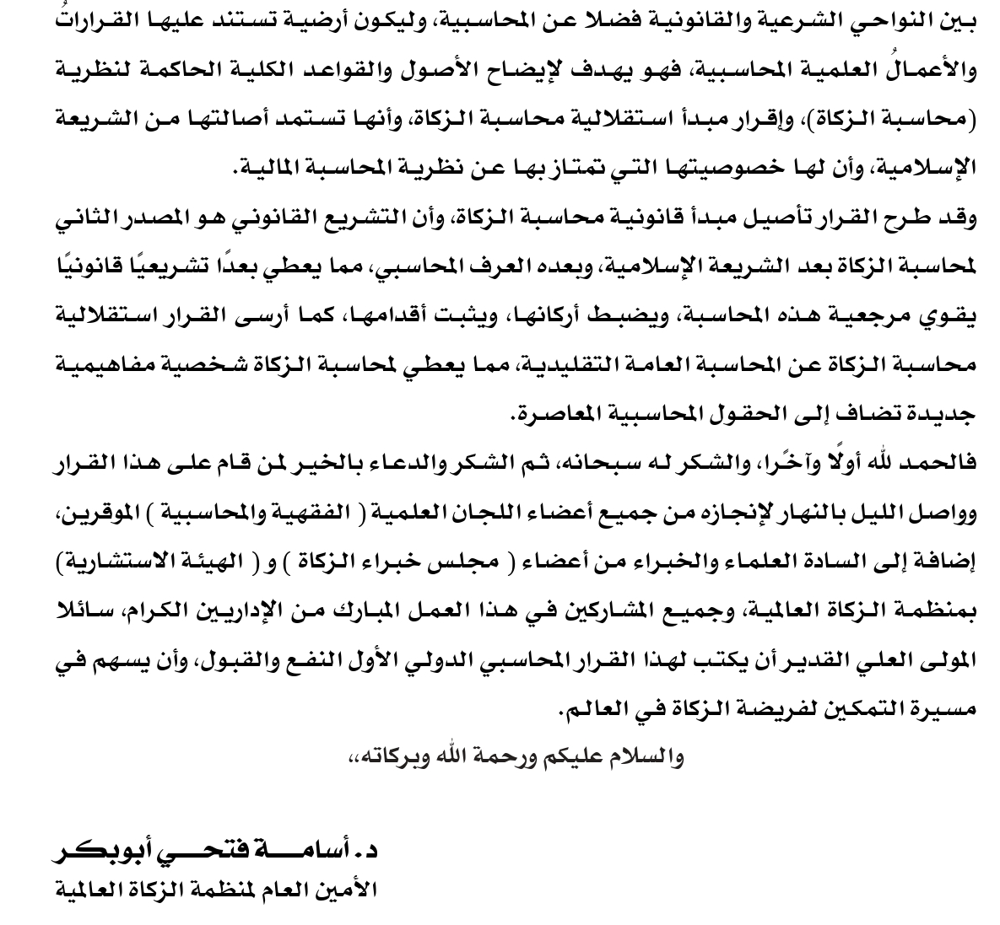 بين النواحي الشرعية والقانونية فضلا عن المحاسبية، وليكون أرضية تستند عليها القراراتُ
والأعمالُ العلمية المحاسبية، فهو يهدف لإيضاح الأصول والقواعد الكلية الحاكمة لنظرية
(محاسبة الزكاة)، وإقرار مبدأ استقلالية محاسبة الزكاة، وأنها تستمد أصالتها من الشريعة
الإسلامية، وأن لها خصوصيتها التي تمتاز بها عن نظرية المحاسبة المالية.
وقد طرح القرار تأصيل مبدأ قانونية محاسبة الزكاة، وأن التشريع القانوني هو المصدر الثاني
لمحاسبة الزكاة بعد الشريعة الإسلامية، وبعده العرف المحاسبي، مما يعطي بعدًا تشريعيًا قانونيًا
يقوي مرجعية هذه المحاسبة، ويضبط أركانها، ويثبت أقدامها، كما أرسى القرار استقلالية
محاسبة الزكاة عن المحاسبة العامة التقليدية، مما يعطي لمحاسبة الزكاة شخصية مفاهيمية
جديدة تضاف إلى الحقول المحاسبية المعاصرة.
فالحمد لله أولًا وآخرًا، والشكر له سبحانه، ثم الشكر والدعاء بالخير لمن قام على هذا القرار
وواصل الليل بالنهار لإنجازه من جميع أعضاء اللجان العلمية ( الفقهية والمحاسبية ) الموقرين،
إضافة إلى السادة العلماء والخبراء من أعضاء ( مجلس خبراء الزكاة ) و ( الهيئة الاستشارية)
بمنظمة الزكاة العالمية، وجميع المشاركين في هذا العمل المبارك من الإداريين الكرام، سائلا
المولى العلي القدير أن يكتب لهذا القرار المحاسبي الدولي الأول النفع والقبول، وأن يسهم في
مسيرة التمكين لفريضة الزكاة في العالم.
والسلام عليكم ورحمة الله وبركاته،،
د. أسامة فتحي أبوبكر
الأمين العام لمنظمة الزكاة العالمية